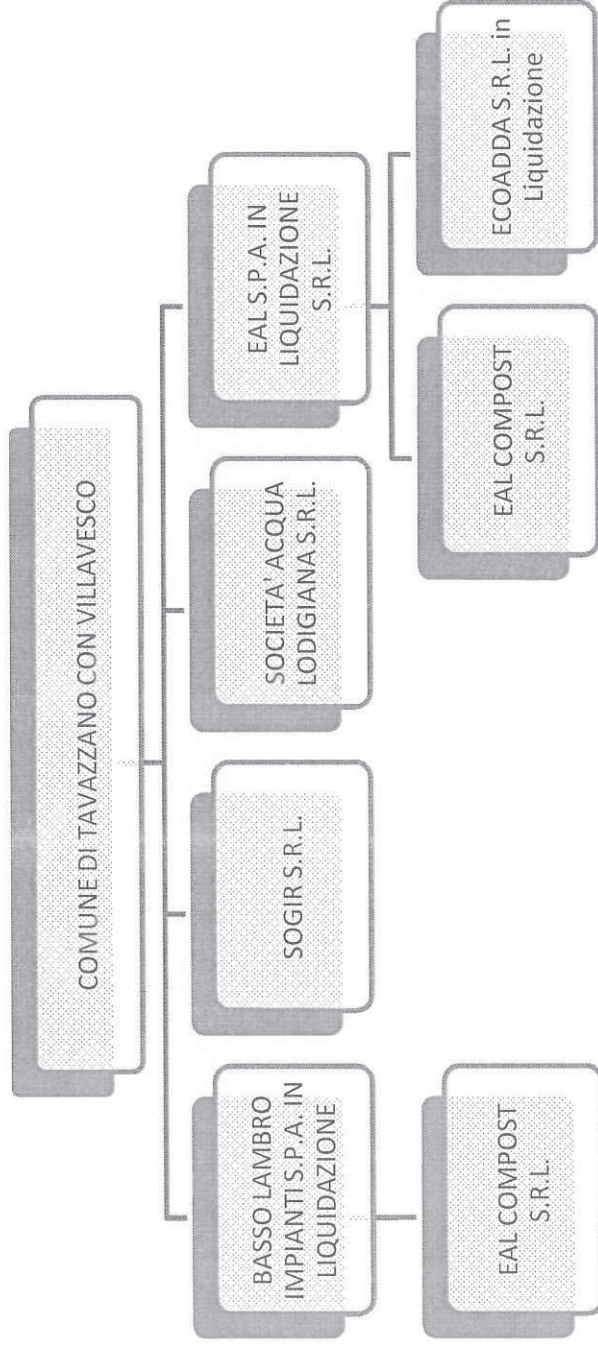 COMUNE DI TAVAZZANO CON VILLAVESCO
BASSO LAMBRO
IMPIANTI S.P.A. IN
LIQUIDAZIONE
SOGIR S.R.L.
SOCIETA' ACQUA
LODIGIANA S.R.L.
EAL S.P.A. IN
LIQUIDAZIONE
S.R.L.
EAL COMPOST
S.R.L.
EAL COMPOST
S.R.L.
ECOADDA S.R.L. in
Liquidazione